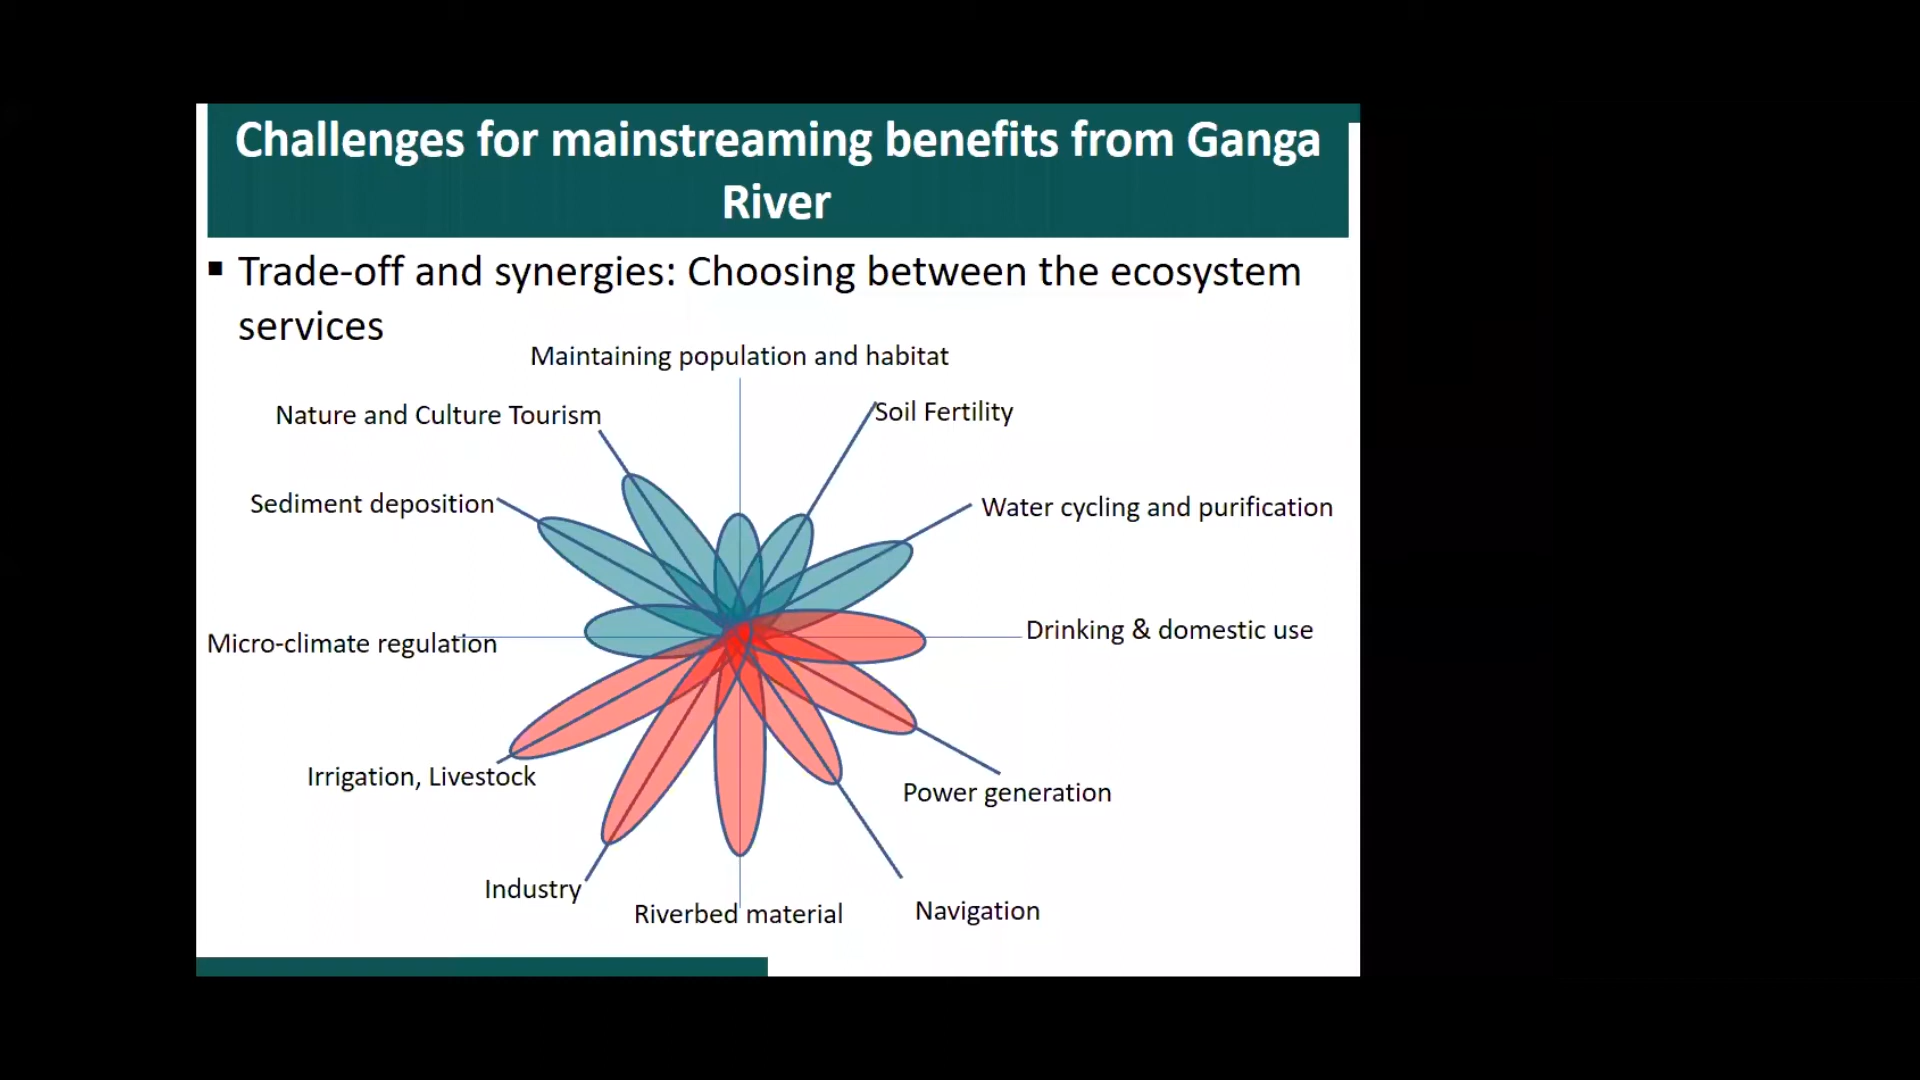 Challenges for mainstreaming benefits from Ganga
River
▪ Trade-off and synergies: Choosing between the ecosystem
services
Maintaining population and habitat
Nature and Culture Tourism
Soil Fertility
Sediment deposition
Water cycling and purification
Micro-climate regulation
Drinking & domestic use
Irrigation, Livestock
Power generation
Industry
Riverbed material
Navigation